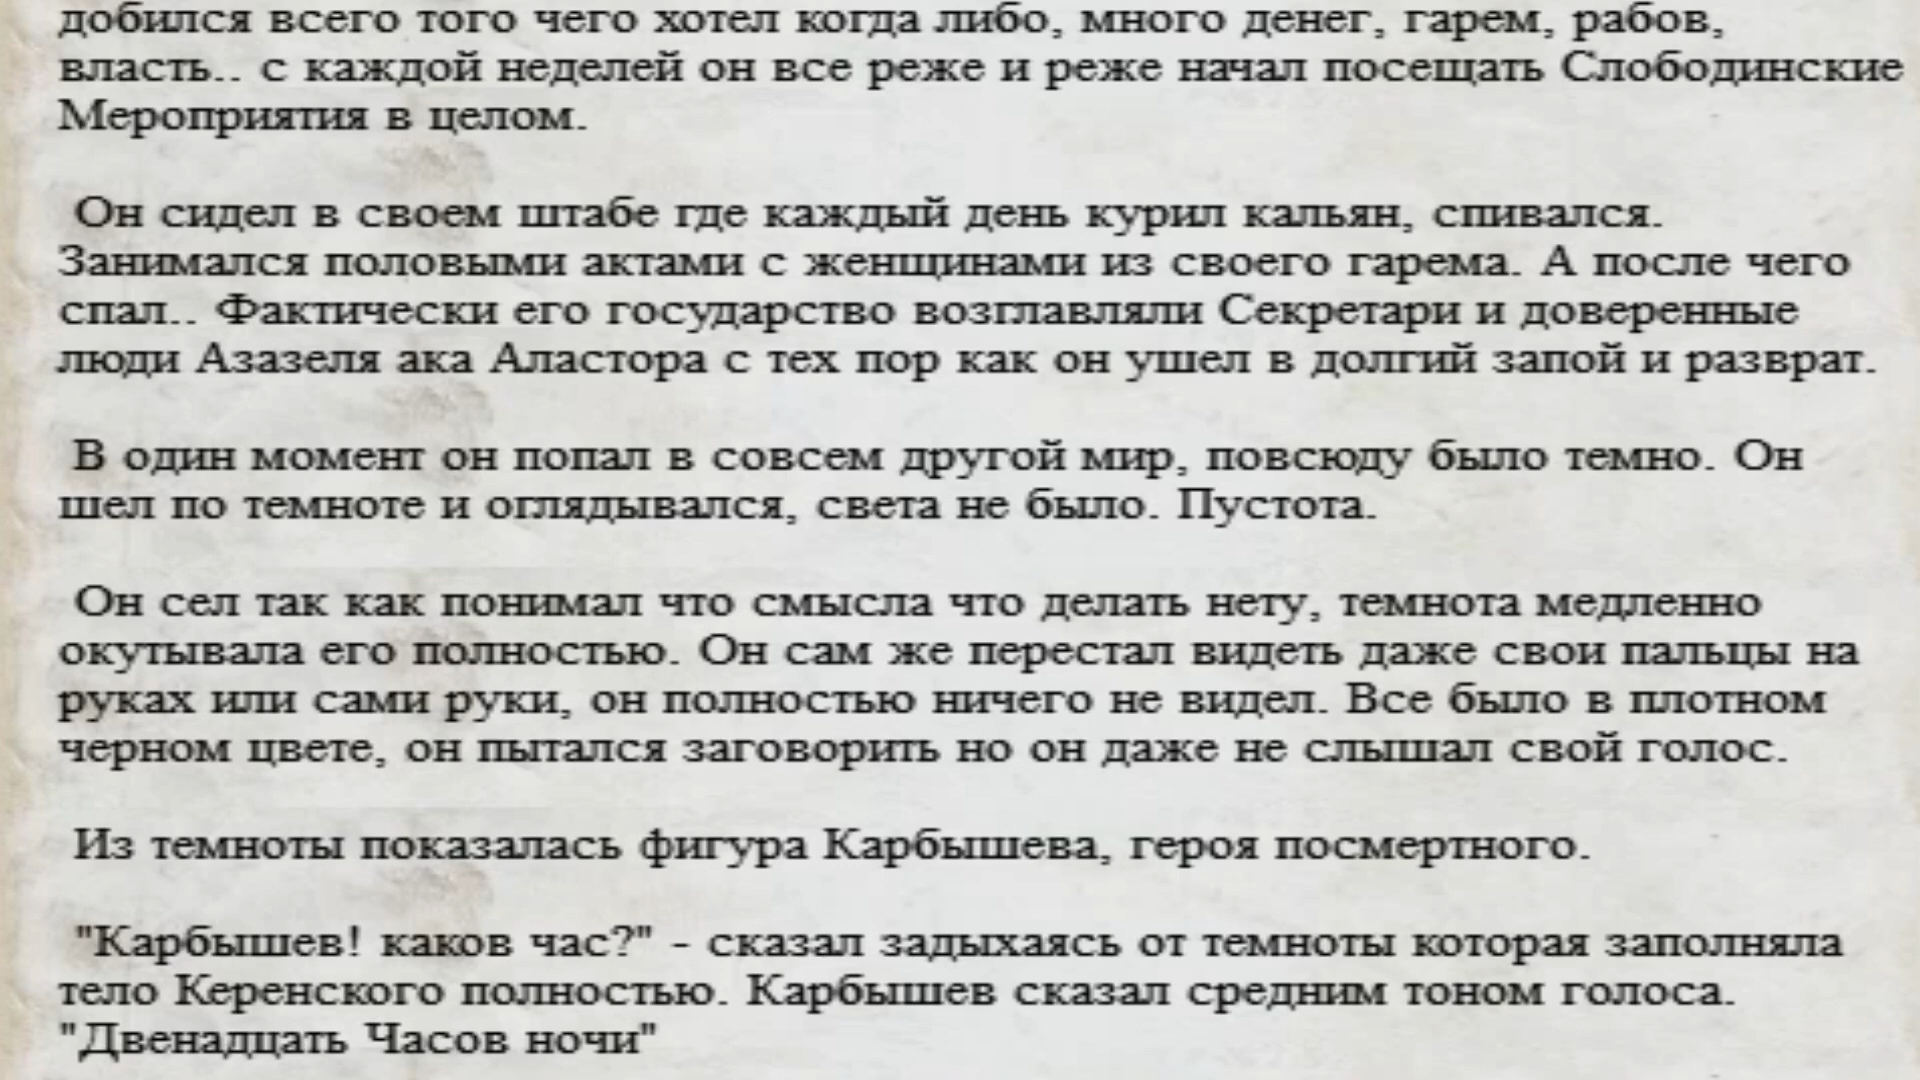 добился всего того чего хотел когда либо, много денег, гарем, рабов,
власть.. с каждой неделей он все реже и реже начал посещать Слободинские
Мероприятия в целом.
Он сидел в своем штабе где каждый день курил кальян, спивался.
Занимался половыми актами с женщинами из своего гарема. А после чего
спал.. Фактически его государство возглавляли Секретари и доверенные
люди Азазеля ака Аластора с тех пор как он ушел в долгий запой и разврат.
В один момент он попал в совсем другой мир, повсюду было темно. Он
шел по темноте и оглядывался, света не было. Пустота.
Он сел так как понимал что смысла что делать нету, темнота медленно
окутывала его полностью. Он сам же перестал видеть даже свои пальцы на
руках или сами руки, он полностью ничего не видел. Все было в плотном
черном цвете, он пытался заговорить но он даже не слышал свой голос.
Из темноты показалась фигура Карбышева, героя посмертного.
"Карбышев! каков час?" - сказал задыхаясь от темноты которая заполняла
тело Керенского полностью. Карбышев сказал средним тоном голоса.
"Двенадцать Часов ночи"